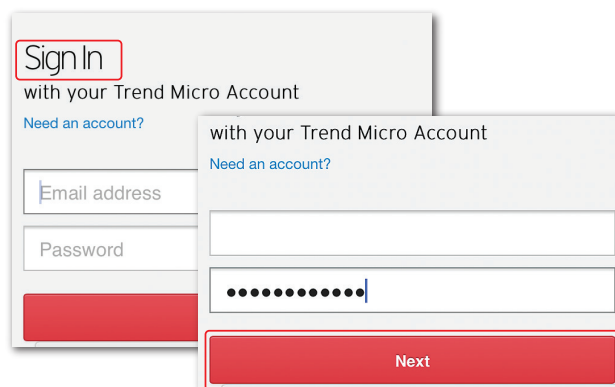 Sign In
with your Trend Micro Account
Need an account?
Email address
Password
with your Trend Micro Account
Need an account?
●●●●●●●●●●●●
Next